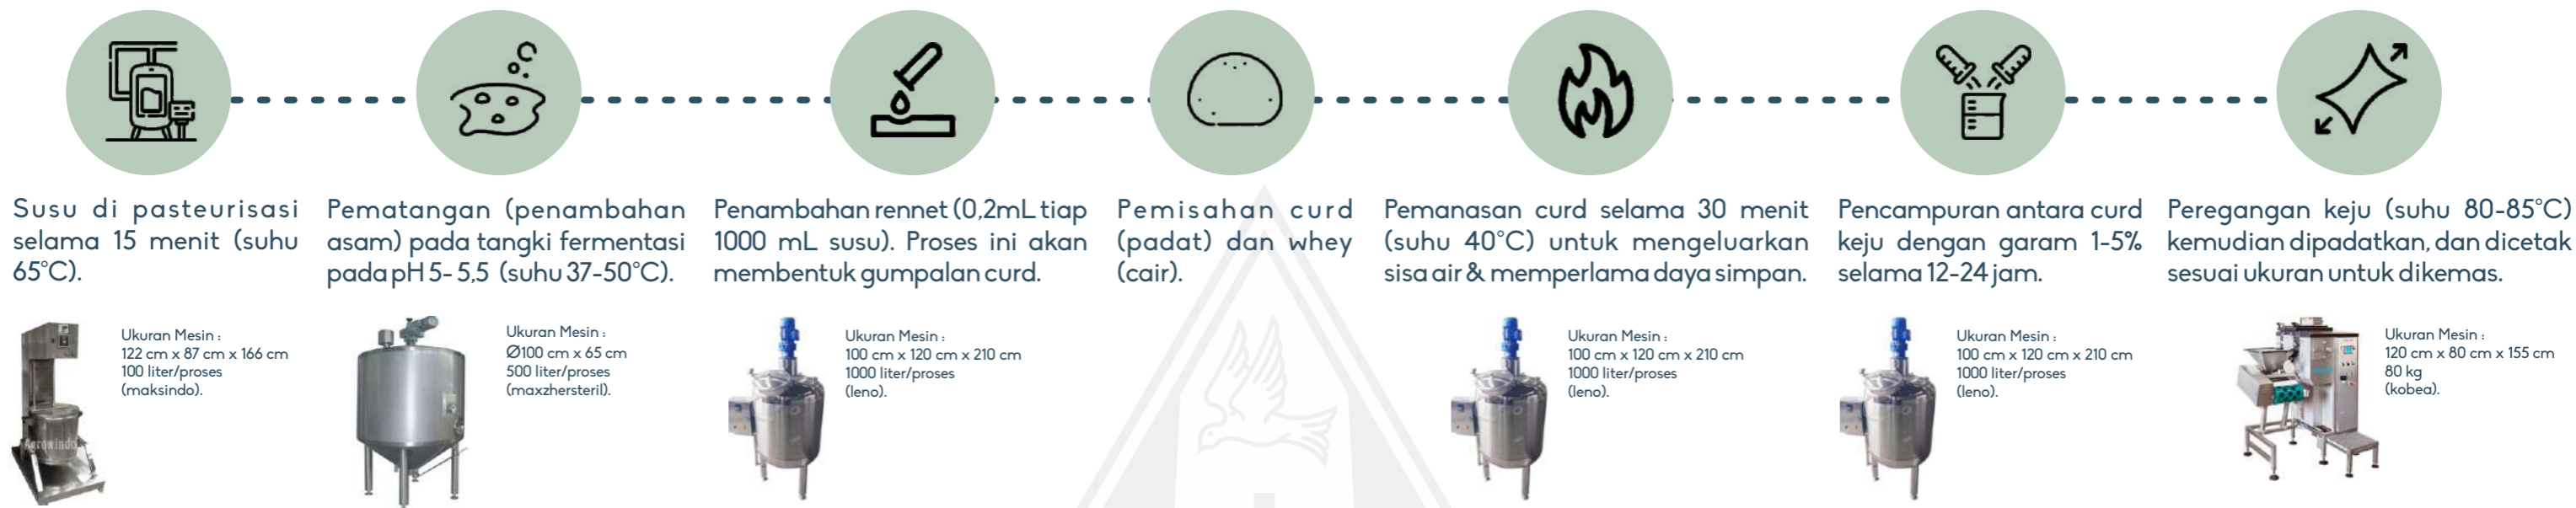 Susu di pasteurisasi
selama 15 menit (suhu
65°C).
Pematangan (penambahan
asam) pada tangki fermentasi
pada pH 5- 5,5 (suhu 37-50°C).
Penambahan rennet (0,2mL tiap
1000 mL susu). Proses ini akan
membentuk gumpalan curd.
Pemisahan curd
(padat) dan whey
(cair).
Pemanasan curd selama 30 menit
(suhu 40°C) untuk mengeluarkan
sisa air & memperlama daya simpan.
Pencampuran antara curd
keju dengan garam 1-5%
selama 12-24 jam.
Peregangan keju (suhu 80-85°C)
kemudian dipadatkan, dan dicetak
sesuai ukuran untuk dikemas.
Agrowindo
Ukuran Mesin :
122 cm x 87 cm x 166 cm
100 liter/proses
(maksindo).
Ukuran Mesin :
Ø100 cm x 65 cm
500 liter/proses
(maxzhersteril).
Ukuran Mesin :
100 cm x 120 cm x 210 cm
1000 liter/proses
(leno).
Ukuran Mesin :
100 cm x 120 cm x 210 cm
1000 liter/proses
(leno).
Ukuran Mesin :
100 cm x 120 cm x 210 cm
1000 liter/proses
(leno).
Ukuran Mesin :
120 cm x 80 cm x 155 cm
80 kg
(kobea).